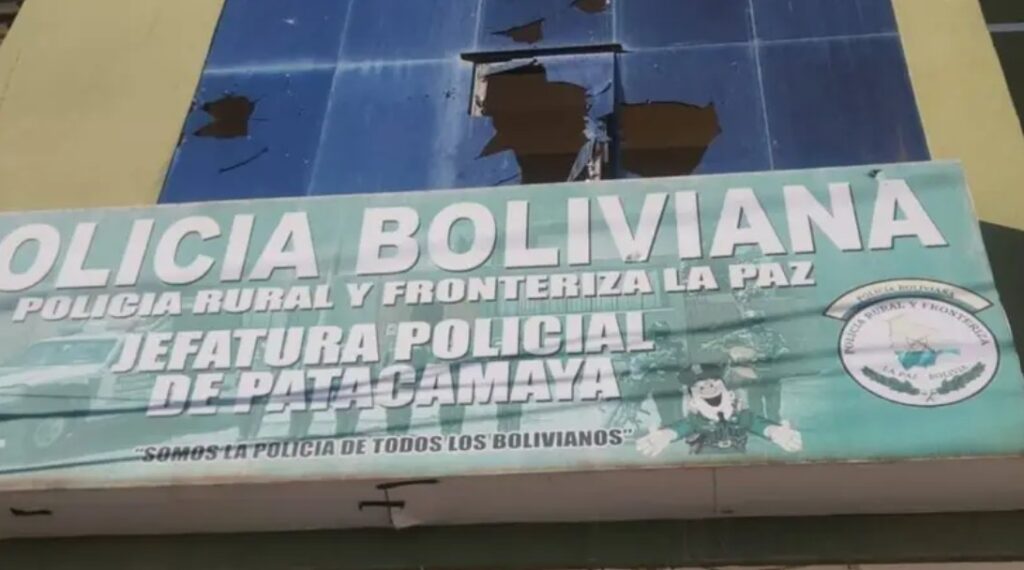 OLICIA BOLIVIANA
POLICIA RURAL Y FRONTERIZA LA PAZ
JEFATURA POLICIAL
DE PATACAMAYA
"SOMOS LA POLICIA DE TODOS LOS BOLIVIANOS"
POLICIA BOLIVIANA
POLICIA RURAL Y FRONTERIZA
LA PAZ - BOLIVIA